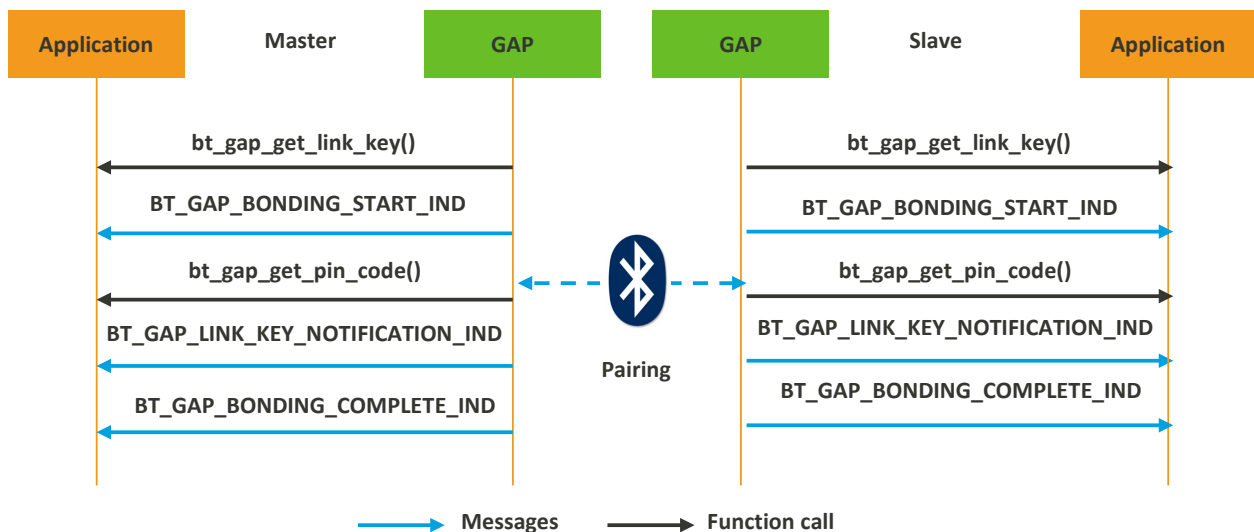 Application
Master
GAP
GAP
Slave
Application
bt_gap_get_link_key()
bt_gap_get_link_key()
BT_GAP_BONDING_START_IND
BT_GAP_BONDING_START_IND
bt_gap_get_pin_code()
bt_gap_get_pin_code()
BT_GAP_LINK_KEY_NOTIFICATION_IND
BT_GAP_LINK_KEY_NOTIFICATION_IND
Pairing
BT_GAP_BONDING_COMPLETE_IND
BT_GAP_BONDING_COMPLETE_IND
Messages
Function call